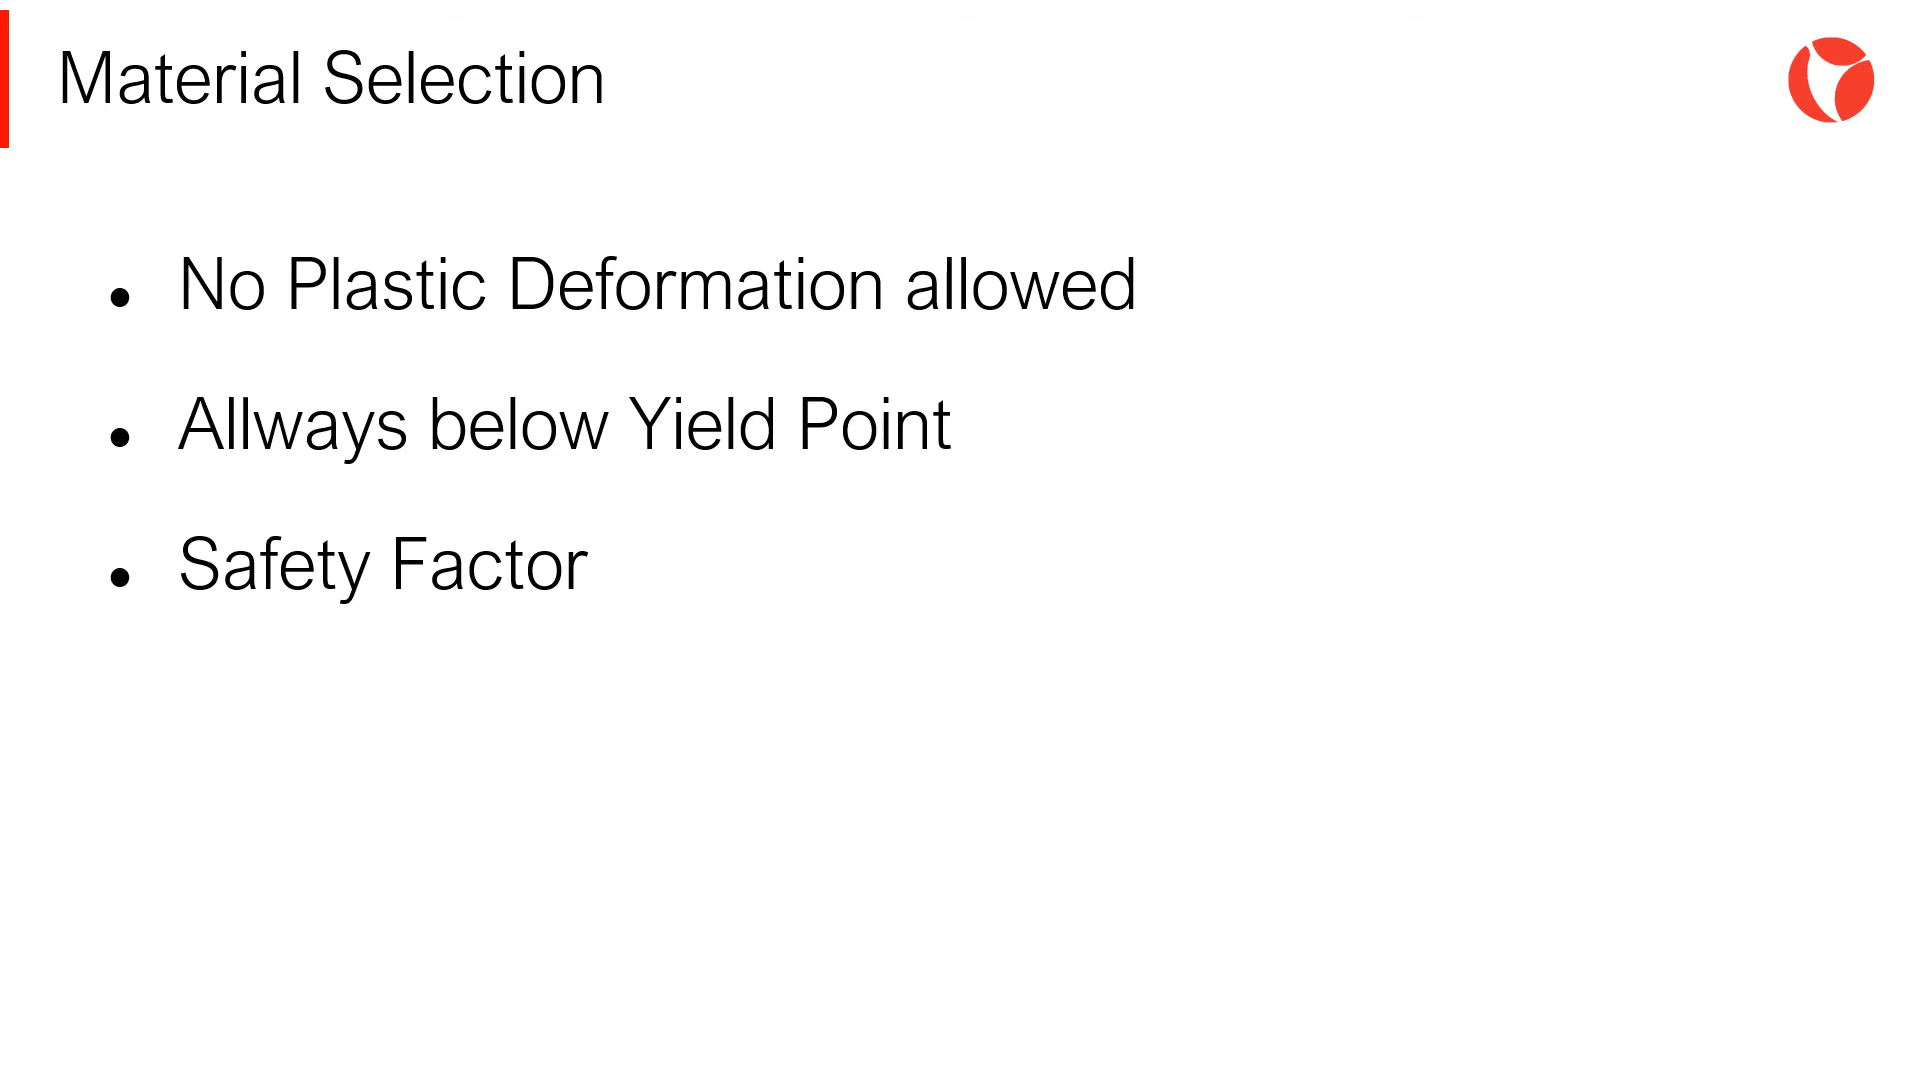 Material Selection
• No Plastic Deformation allowed
• Allways below Yield Point
• Safety Factor